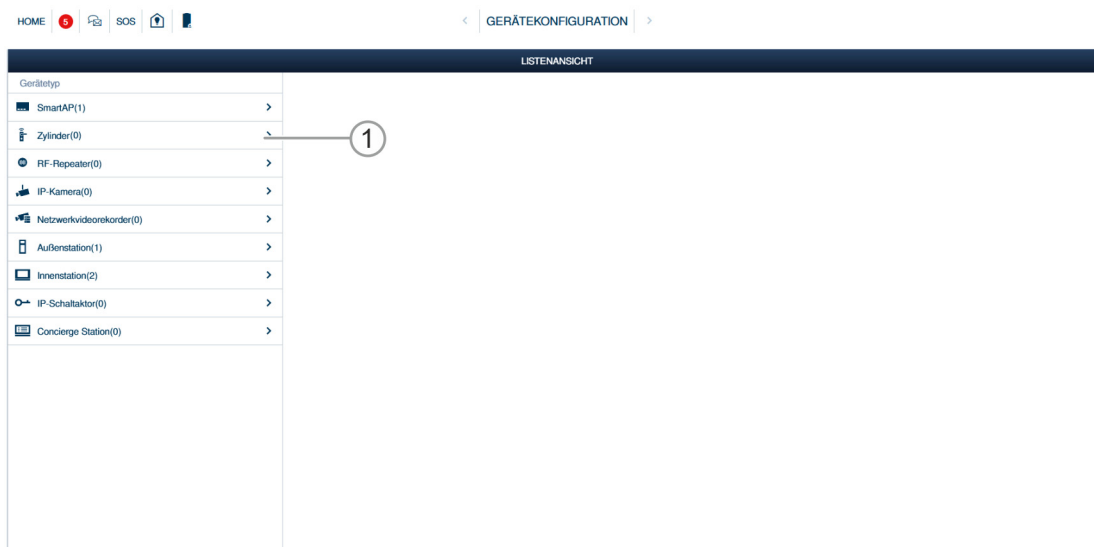 HOME 5 SOS < GERÄTEKONFIGURATION >
LISTENANSICHT
Gerätetyp
SmartAP(1)
Zylinder(0)
1
RF-Repeater(0)
IP-Kamera(0)
Netzwerkvideorekorder(0)
Außenstation(1)
Innenstation(2)
IP-Schaltaktor(0)
Concierge Station(0)